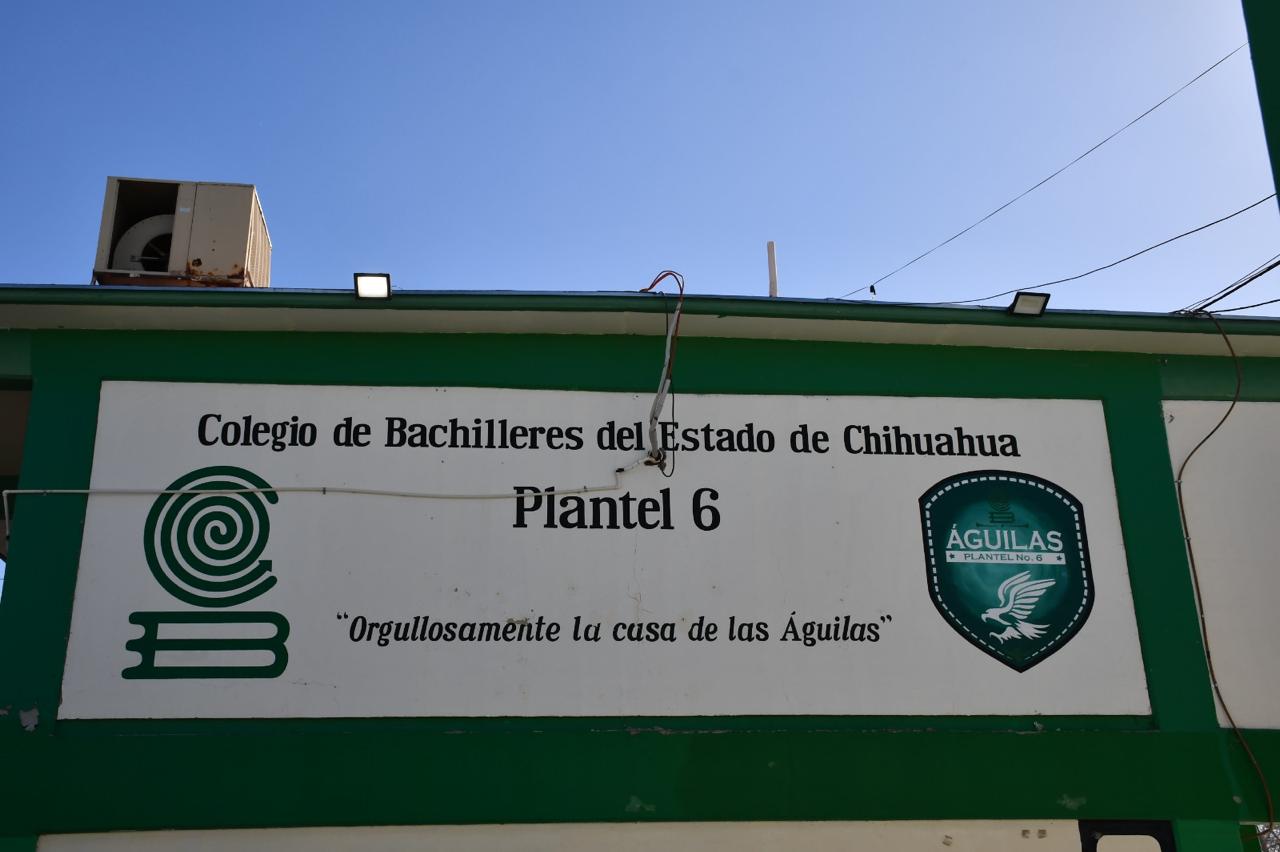 Colegio de Bachilleres del Estado de Chihuahua
Plantel 6
"Orgullosamente la casa de las Águilas"
ÁGUILAS
PLANTEL No. 6